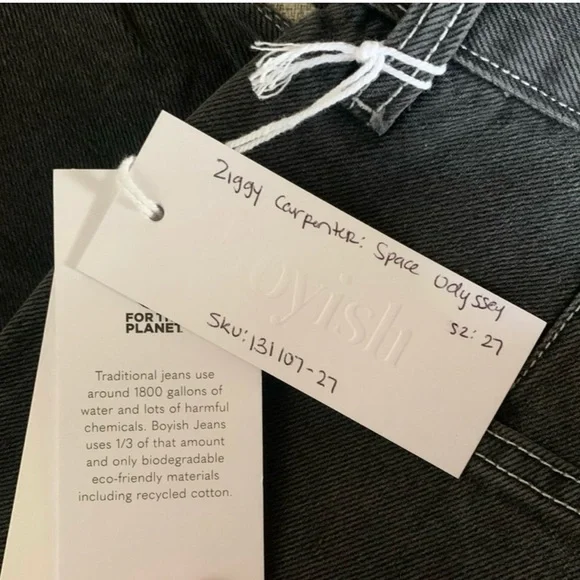 Ziggy Carpenter: Space Odyssey
SZ: 27
Boyish
SKU: 131107-27
FOR T
PLANET.
Traditional jeans use
around 1800 gallons of
water and lots of harmful
chemicals. Boyish Jeans
uses 1/3 of that amount
and only biodegradable
eco-friendly materials
including recycled cotton.